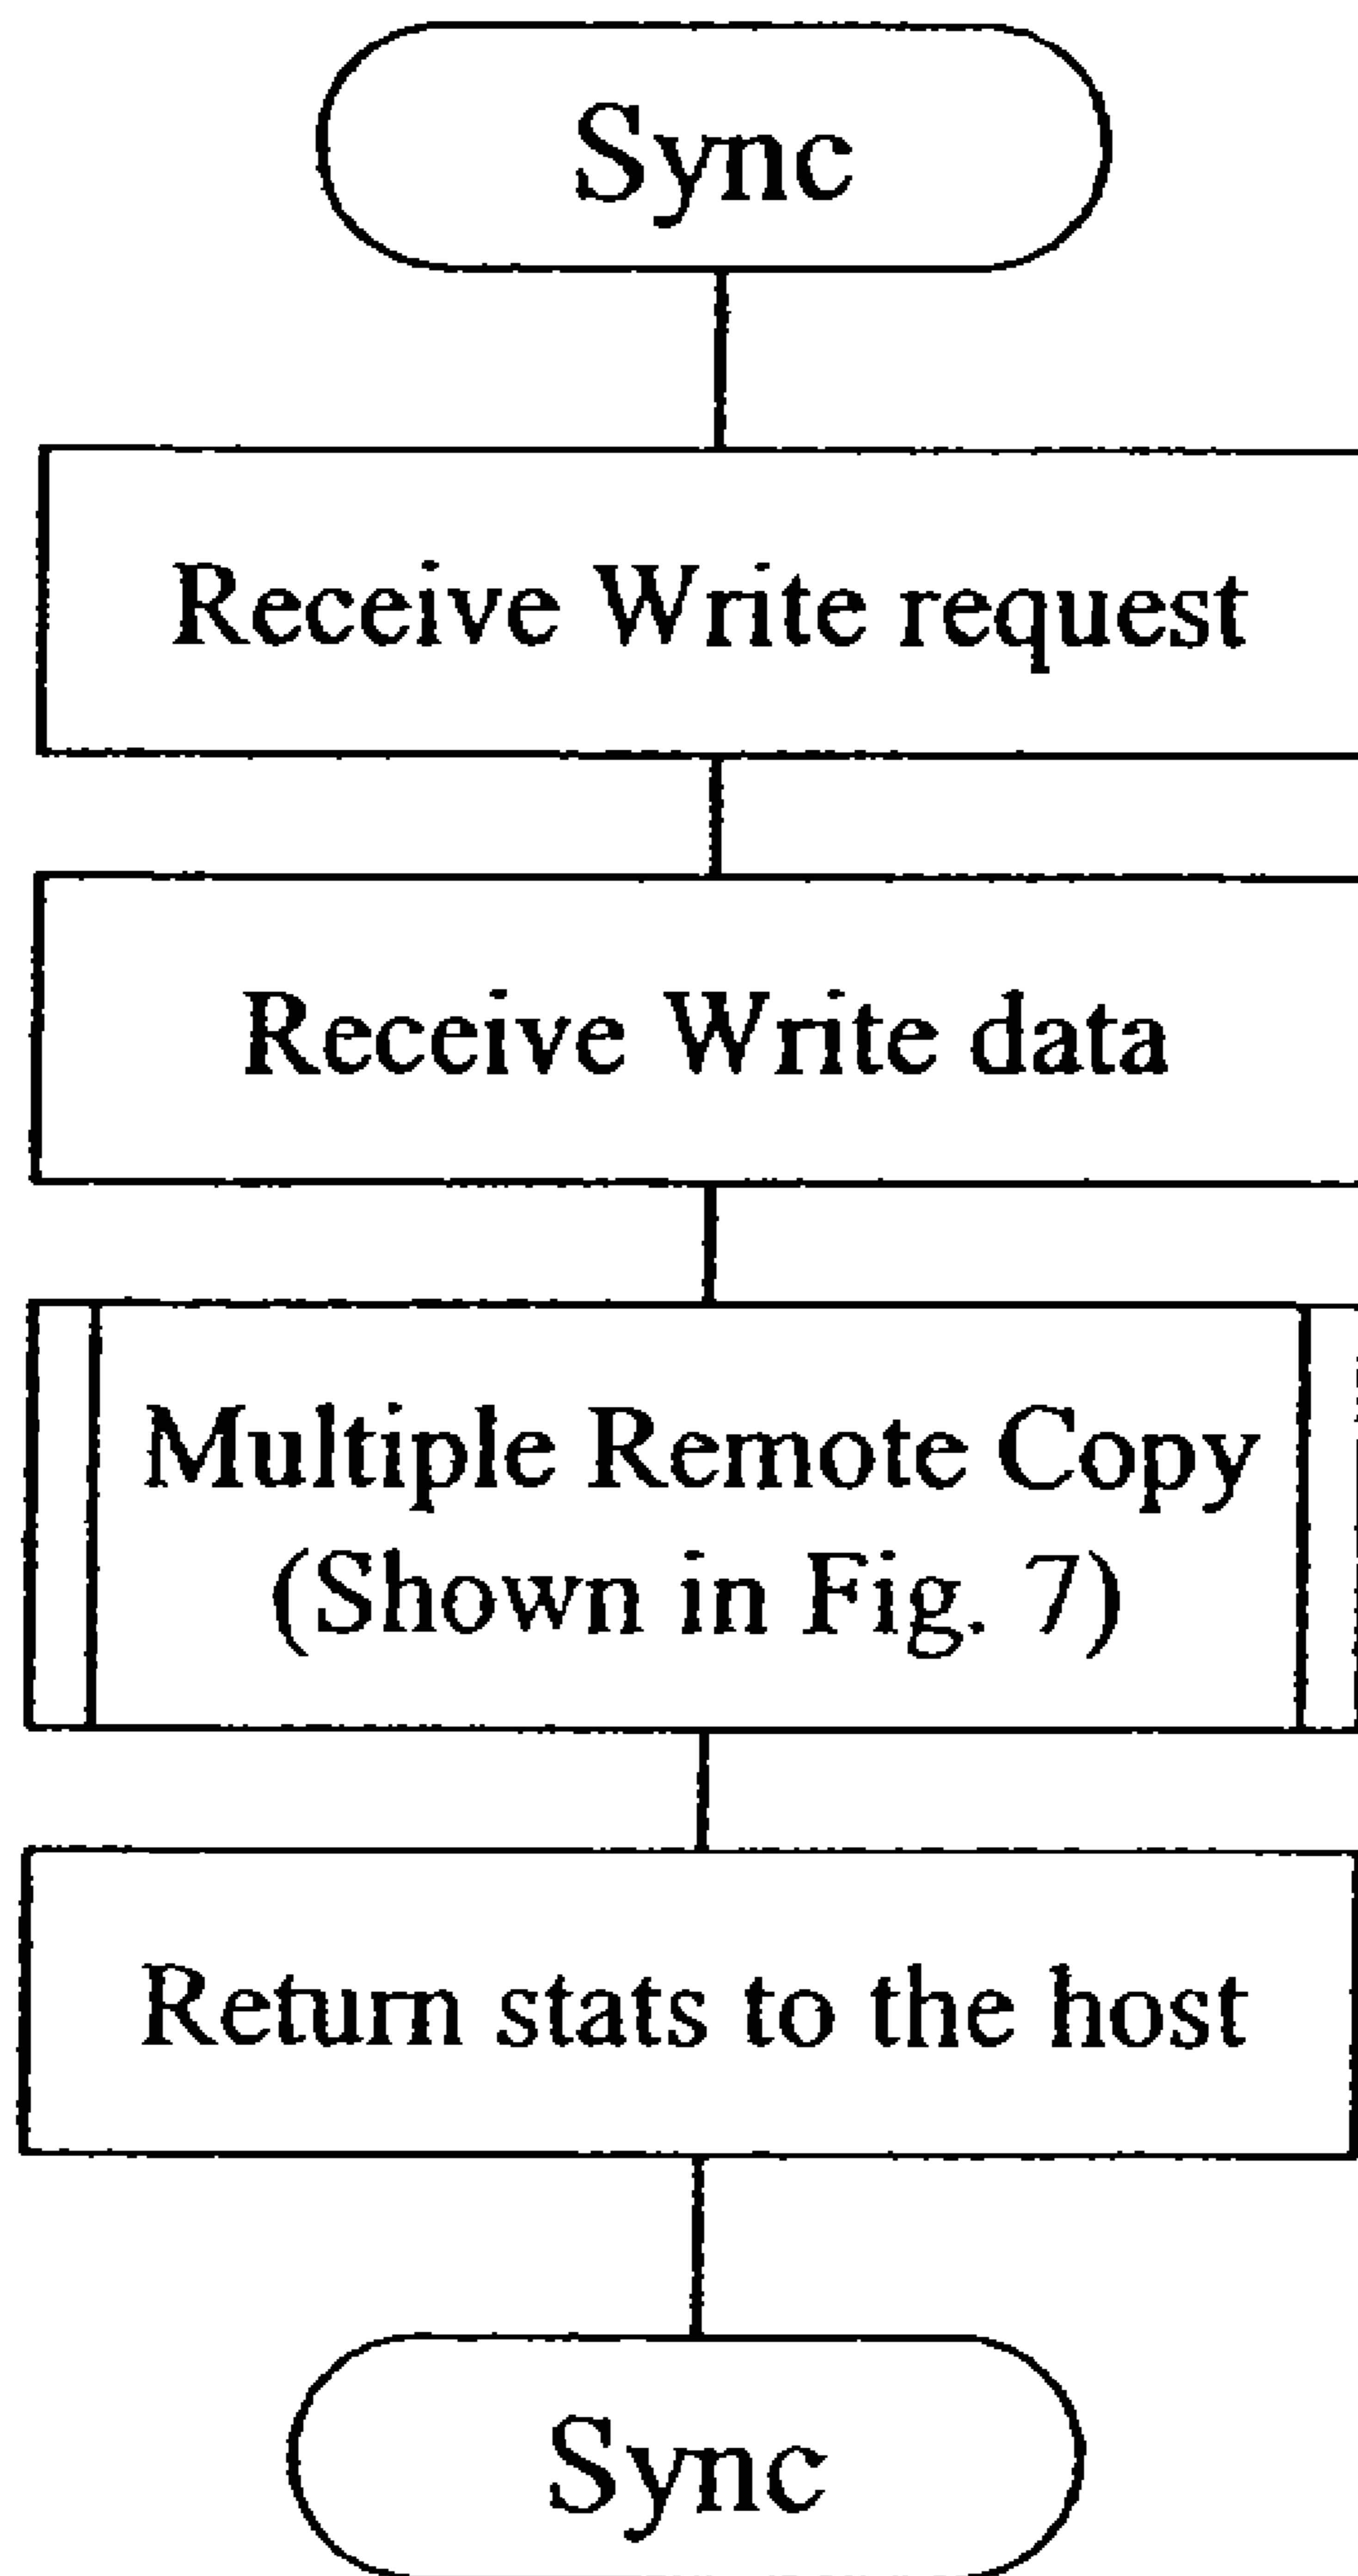 Sync
Receive Write request
Receive Write data
Multiple Remote Copy
(Shown in Fig. 7)
Return stats to the host
Sync